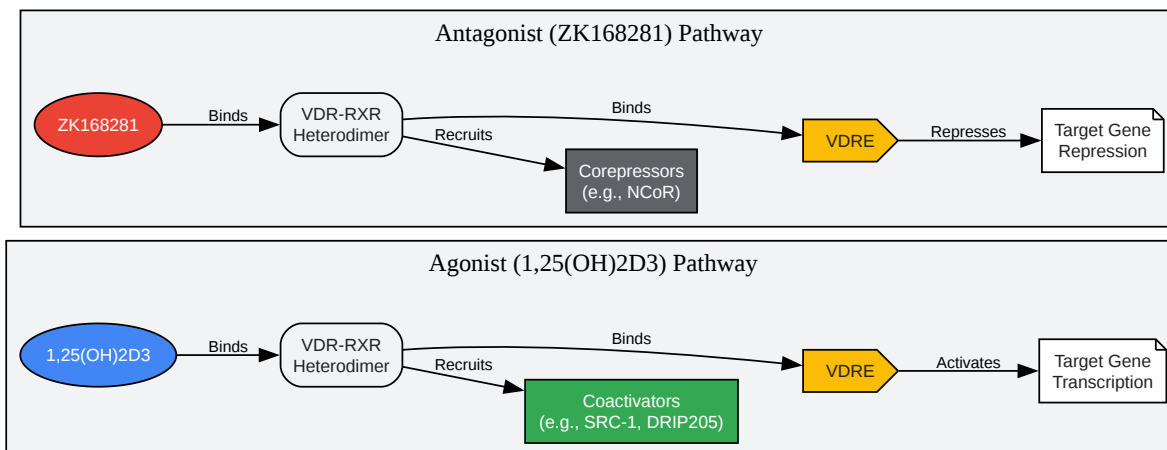 Antagonist (ZK168281) Pathway
ZK168281
Binds
VDR-RXR
Heterodimer
Binds
Recruits
Corepressors
(e.g., NCoR)
VDRE
Represses
Target Gene
Repression
Agonist (1,25(OH)2D3) Pathway
1,25(OH)2D3
Binds
VDR-RXR
Heterodimer
Binds
Recruits
Coactivators
(e.g., SRC-1, DRIP205)
VDRE
Activates
Target Gene
Transcription